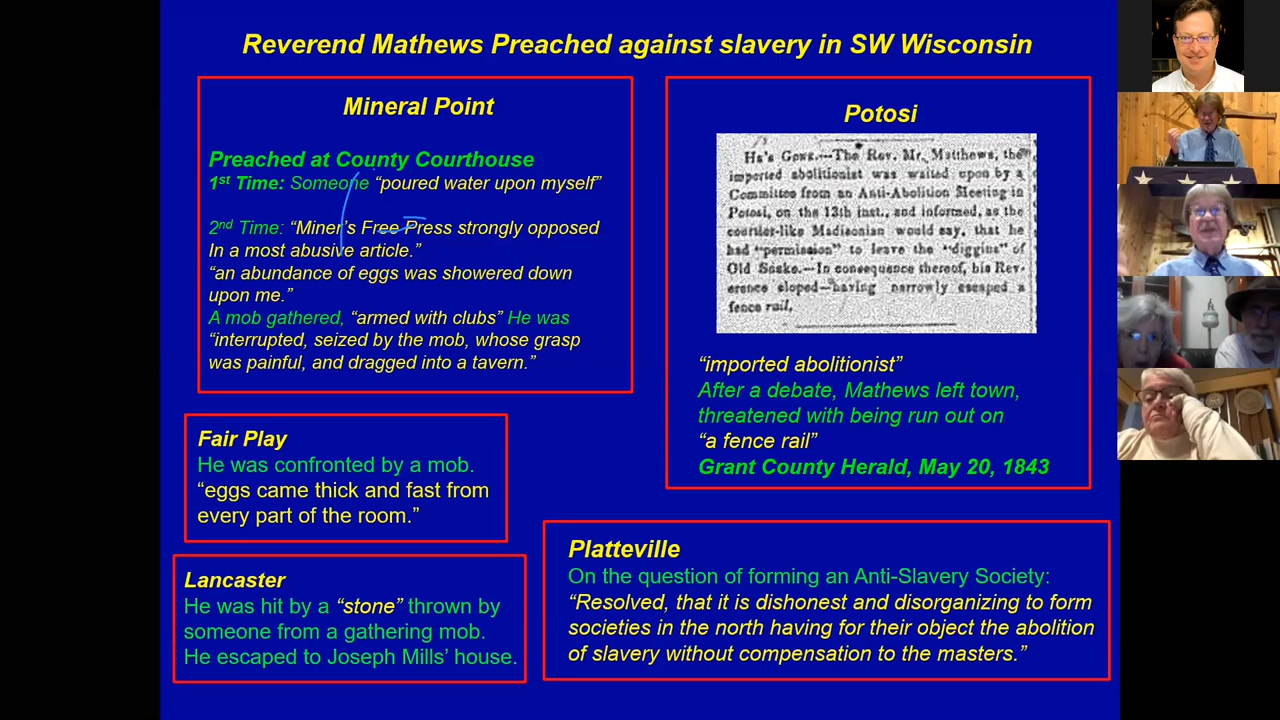 Reverend Mathews Preached against slavery in SW Wisconsin
Mineral Point
Preached at County Courthouse
1st Time: Someone “poured water upon myself”
2nd Time: “Miner’s Free Press strongly opposed
In a most abusive article.”
“an abundance of eggs was showered down
upon me.”
A mob gathered, “armed with clubs” He was
“interrupted, seized by the mob, whose grasp
was painful, and dragged into a tavern.”
Potosi
He's Gone.—The Rev. Mr. Matthews, the
imported abolitionist was waited upon by a
Committee from an Anti-Abolition Meeting in
Potosi, on the 13th inst., and informed, as the
courtier-like Madisonian would say, that he
had "permission" to leave the "diggins" of
Old Snake.—In consequence thereof, his Rev-
erence eloped—having narrowly escaped a
fence rail.
“imported abolitionist”
After a debate, Mathews left town,
threatened with being run out on
“a fence rail”
Grant County Herald, May 20, 1843
Fair Play
He was confronted by a mob.
“eggs came thick and fast from
every part of the room.”
Lancaster
He was hit by a “stone” thrown by
someone from a gathering mob.
He escaped to Joseph Mills’ house.
Platteville
On the question of forming an Anti-Slavery Society:
“Resolved, that it is dishonest and disorganizing to form
societies in the north having for their object the abolition
of slavery without compensation to the masters.”